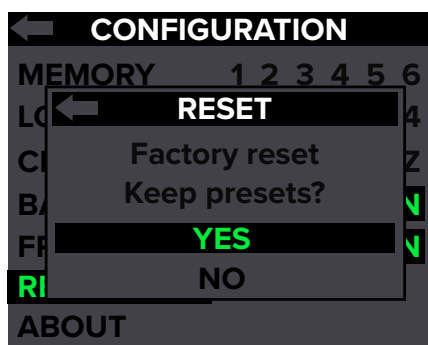 CONFIGURATION
MEMORY 1 2 3 4 5 6
RESET
Factory reset
Keep presets?
YES
NO
ABOUT